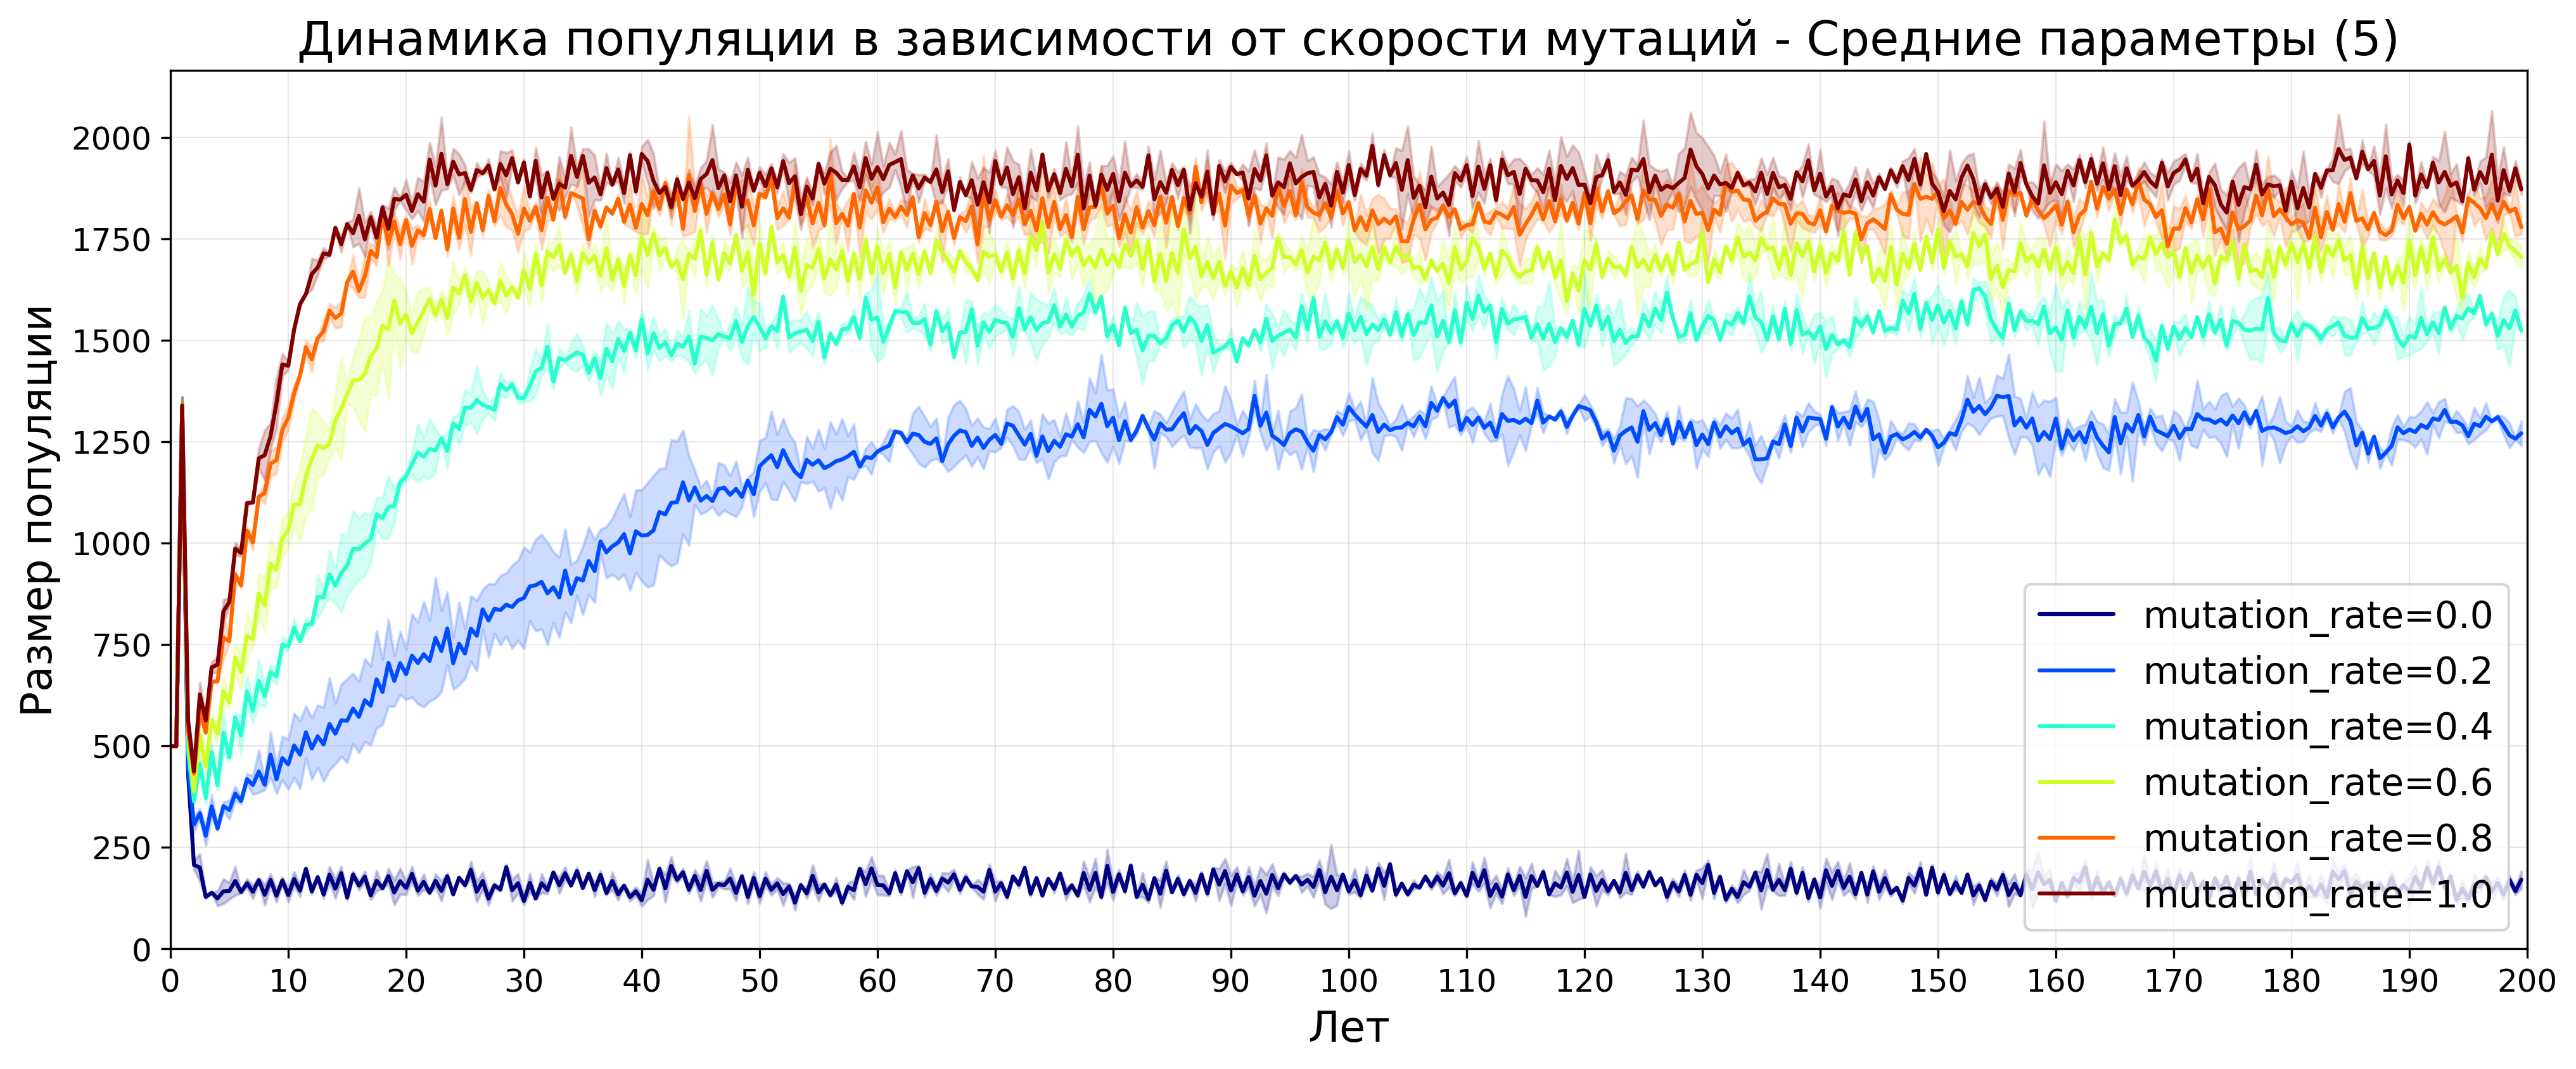 Динамика популяции в зависимости от скорости мутаций - Средние параметры (5)
Размер популяции
2000
1750
1500
1250
1000
750
500
250
0
mutation_rate=0.0
mutation_rate=0.2
mutation_rate=0.4
mutation_rate=0.6
mutation_rate=0.8
mutation_rate=1.0
0 10 20 30 40 50 60 70 80 90 100 110 120 130 140 150 160 170 180 190 200
Лет